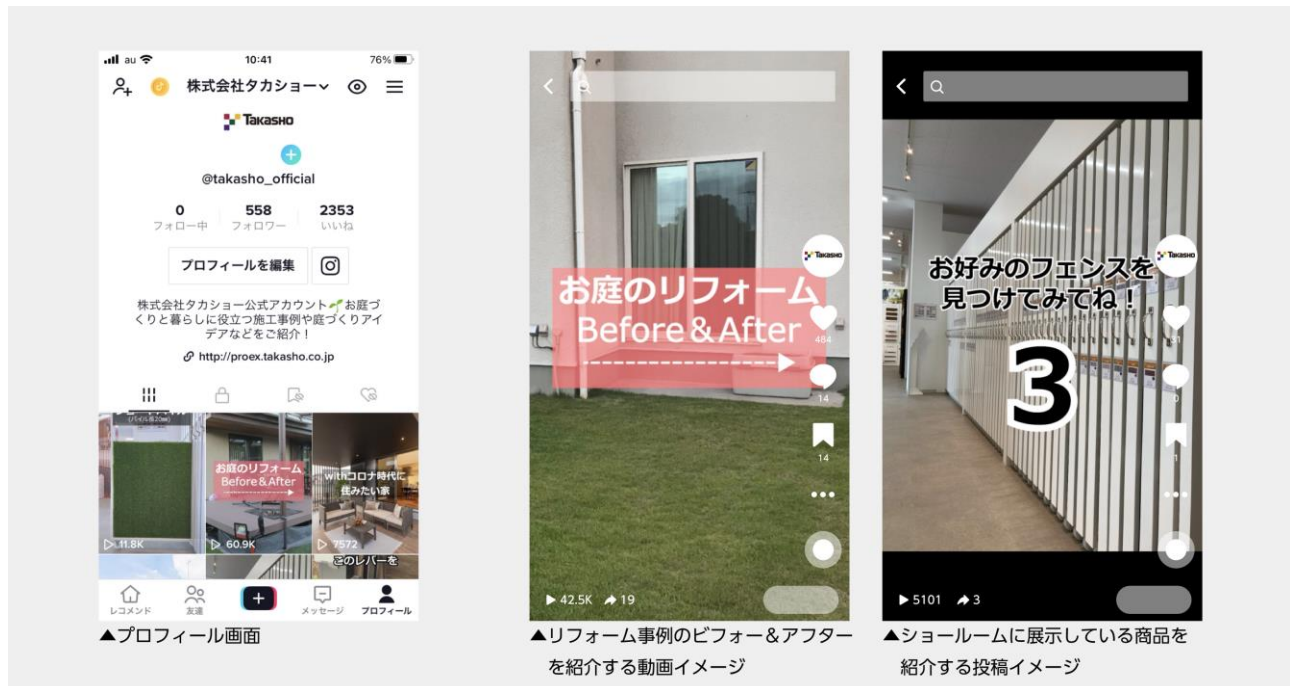 au 10:41 76%
株式会社タカショー
TAKASHO
@takasho_official
0 558 2353
フォロー中 フォロワー いいね
プロフィールを編集
株式会社タカショー公式アカウント🌱お庭づ
くりと暮らしに役立つ施工事例や庭づくりアイ
デアなどをご紹介！
http://proex.takasho.co.jp
お庭のリフォーム
Before&After
withコロナ時代に
住みたい家
11.8K 60.9K 7572
このレバーを
レコメンド 友達 メッセージ プロフィール
▲プロフィール画面
TAKASHO
お庭のリフォーム
Before&After
484
14
14
42.5K 19
▲リフォーム事例のビフォー＆アフター
を紹介する動画イメージ
TAKASHO
お好みのフェンスを
見つけてみてね！
3
0
1
5101 3
▲ショールームに展示している商品を
紹介する投稿イメージ